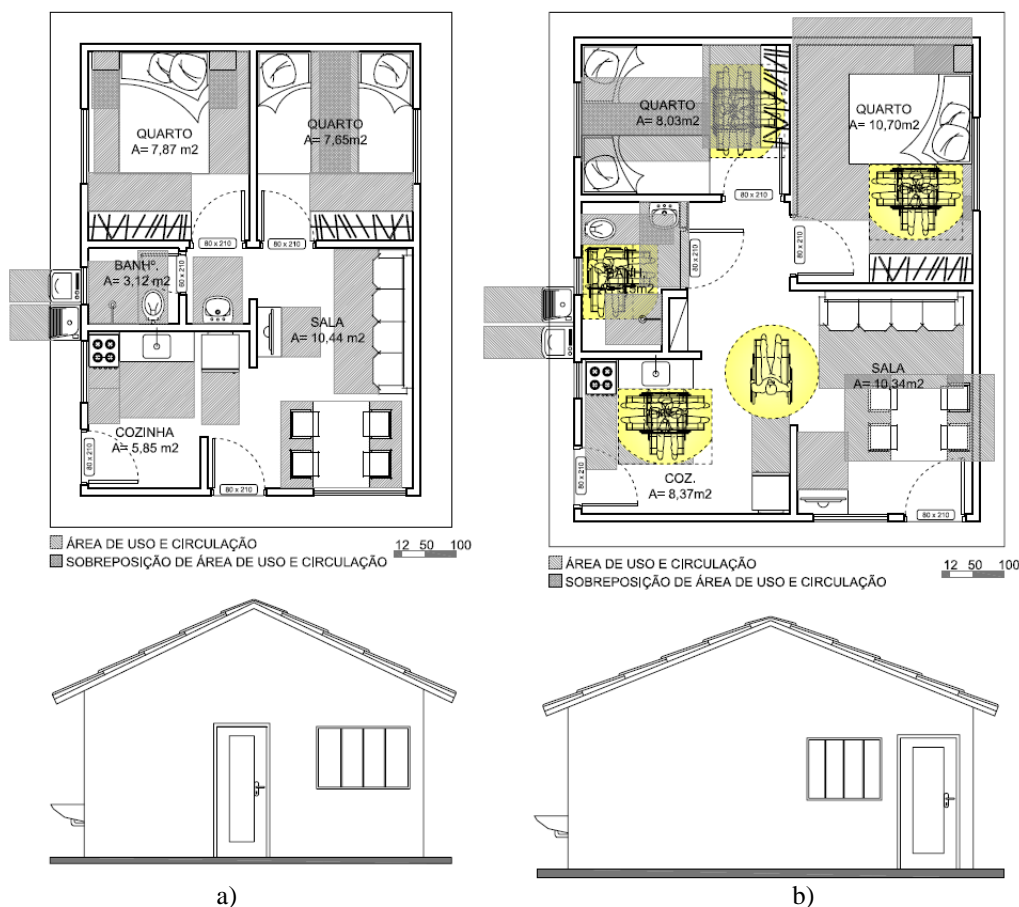 QUARTO
A= 7,87 m2
QUARTO
A= 7,65m2
80 x 210
80 x 210
80 x 210
BANHº.
A= 3,12 m2
SALA
A= 10,44 m2
COZINHA
A= 5,85 m2
80 x 210
80 x 210
ÁREA DE USO E CIRCULAÇÃO
SOBREPOSIÇÃO DE ÁREA DE USO E CIRCULAÇÃO
12 50 100
a)
QUARTO
A= 8,03m2
QUARTO
A= 10,70m2
80 x 210
80 x 210
80 x 210
SALA
A= 10,34m2
COZ.
A= 8,37m2
80 x 210
80 x 210
ÁREA DE USO E CIRCULAÇÃO
SOBREPOSIÇÃO DE ÁREA DE USO E CIRCULAÇÃO
12 50 100
b)